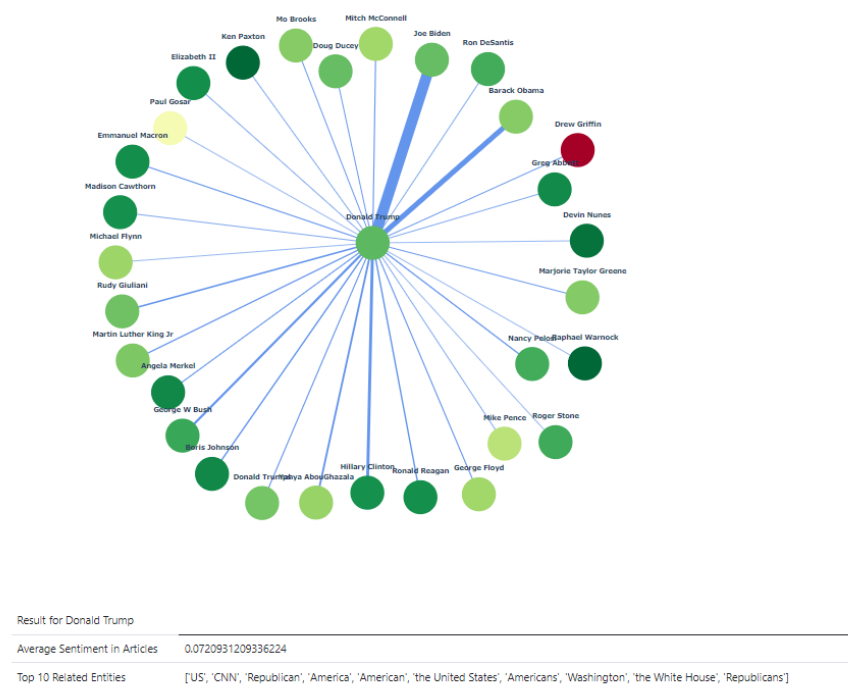 Mo Brooks
Mitch McConnell
Joe Biden
Ken Paxton
Doug Ducey
Ron DeSantis
Elizabeth II
Barack Obama
Paul Gosar
Drew Griffin
Emmanuel Macron
Greg Abbott
Madison Cawthorn
Donald Trump
Devin Nunes
Michael Flynn
Marjorie Taylor Greene
Rudy Giuliani
Martin Luther King Jr
Nancy Pelosi
Raphael Warnock
Angela Merkel
George W Bush
Mike Pence
Roger Stone
Boris Johnson
Hillary Clinton
Ronald Reagan
George Floyd
Donald Trump
AbouGhazala
Result for Donald Trump
Average Sentiment in Articles 0.0720931209336224
Top 10 Related Entities ['US', 'CNN', 'Republican', 'America', 'American', 'the United States', 'Americans', 'Washington', 'the White House', 'Republicans']